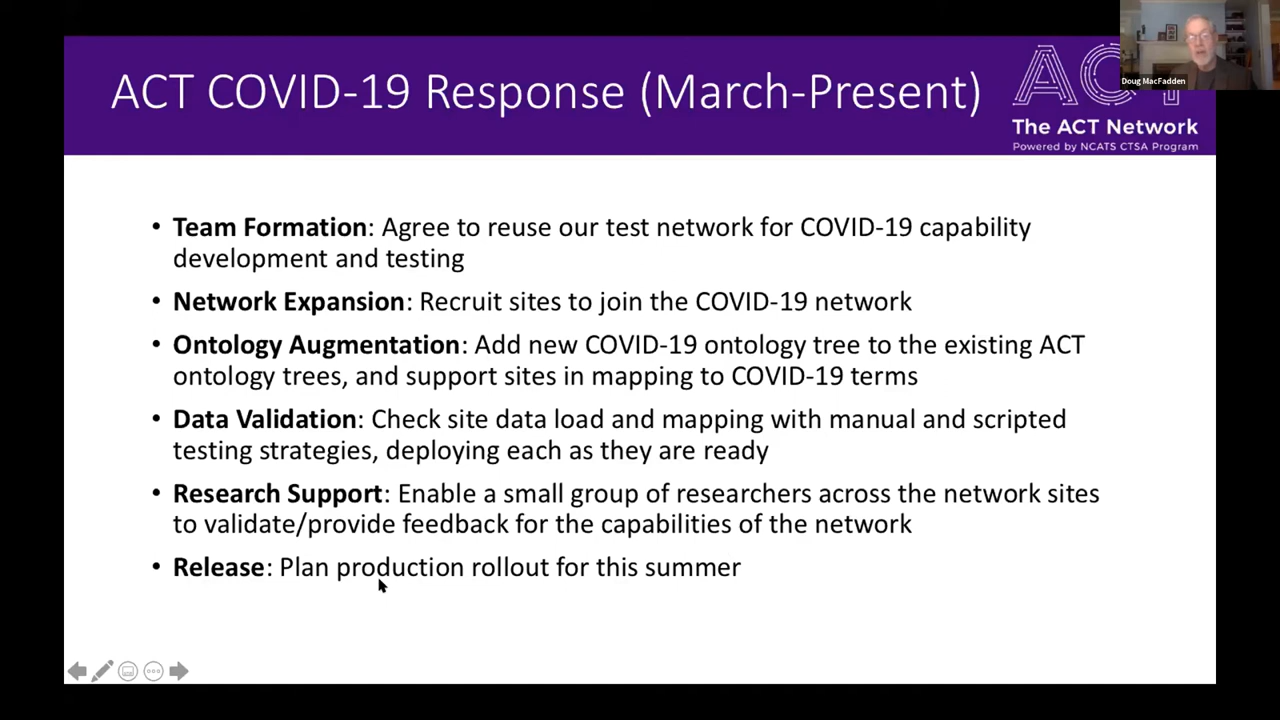 ACT COVID-19 Response (March-Present)
Doug MacFadden
ACT
The ACT Network
Powered by NCATS CTSA Program
• Team Formation: Agree to reuse our test network for COVID-19 capability
development and testing
• Network Expansion: Recruit sites to join the COVID-19 network
• Ontology Augmentation: Add new COVID-19 ontology tree to the existing ACT
ontology trees, and support sites in mapping to COVID-19 terms
• Data Validation: Check site data load and mapping with manual and scripted
testing strategies, deploying each as they are ready
• Research Support: Enable a small group of researchers across the network sites
to validate/provide feedback for the capabilities of the network
• Release: Plan production rollout for this summer